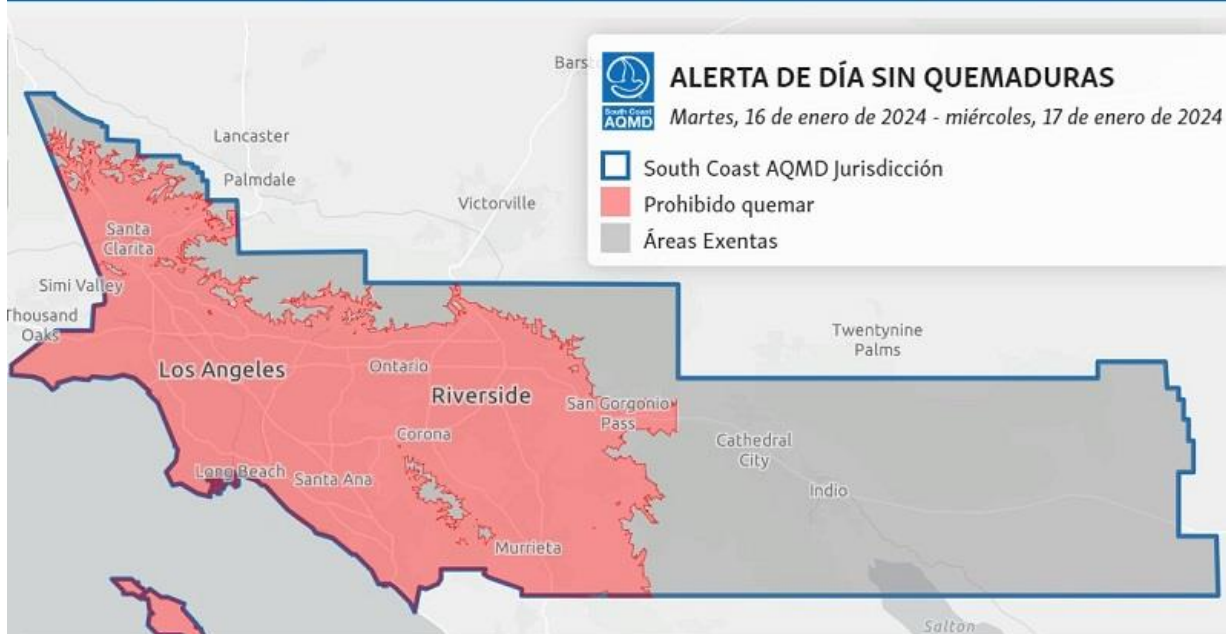 Barst
ALERTA DE DÍA SIN QUEMADURAS
South Coast
AQMD
Martes, 16 de enero de 2024 - miércoles, 17 de enero de 2024
South Coast AQMD Jurisdicción
Prohibido quemar
Áreas Exentas
Lancaster
Palmdale
Victorville
Santa
Clarita
Simi Valley
Thousand
Oaks
Twentynine
Palms
Los Angeles
Ontario
Riverside
San Gorgonio
Pass
Corona
Cathedral
City
Long Beach
Santa Ana
Indio
Murrieta
Salton